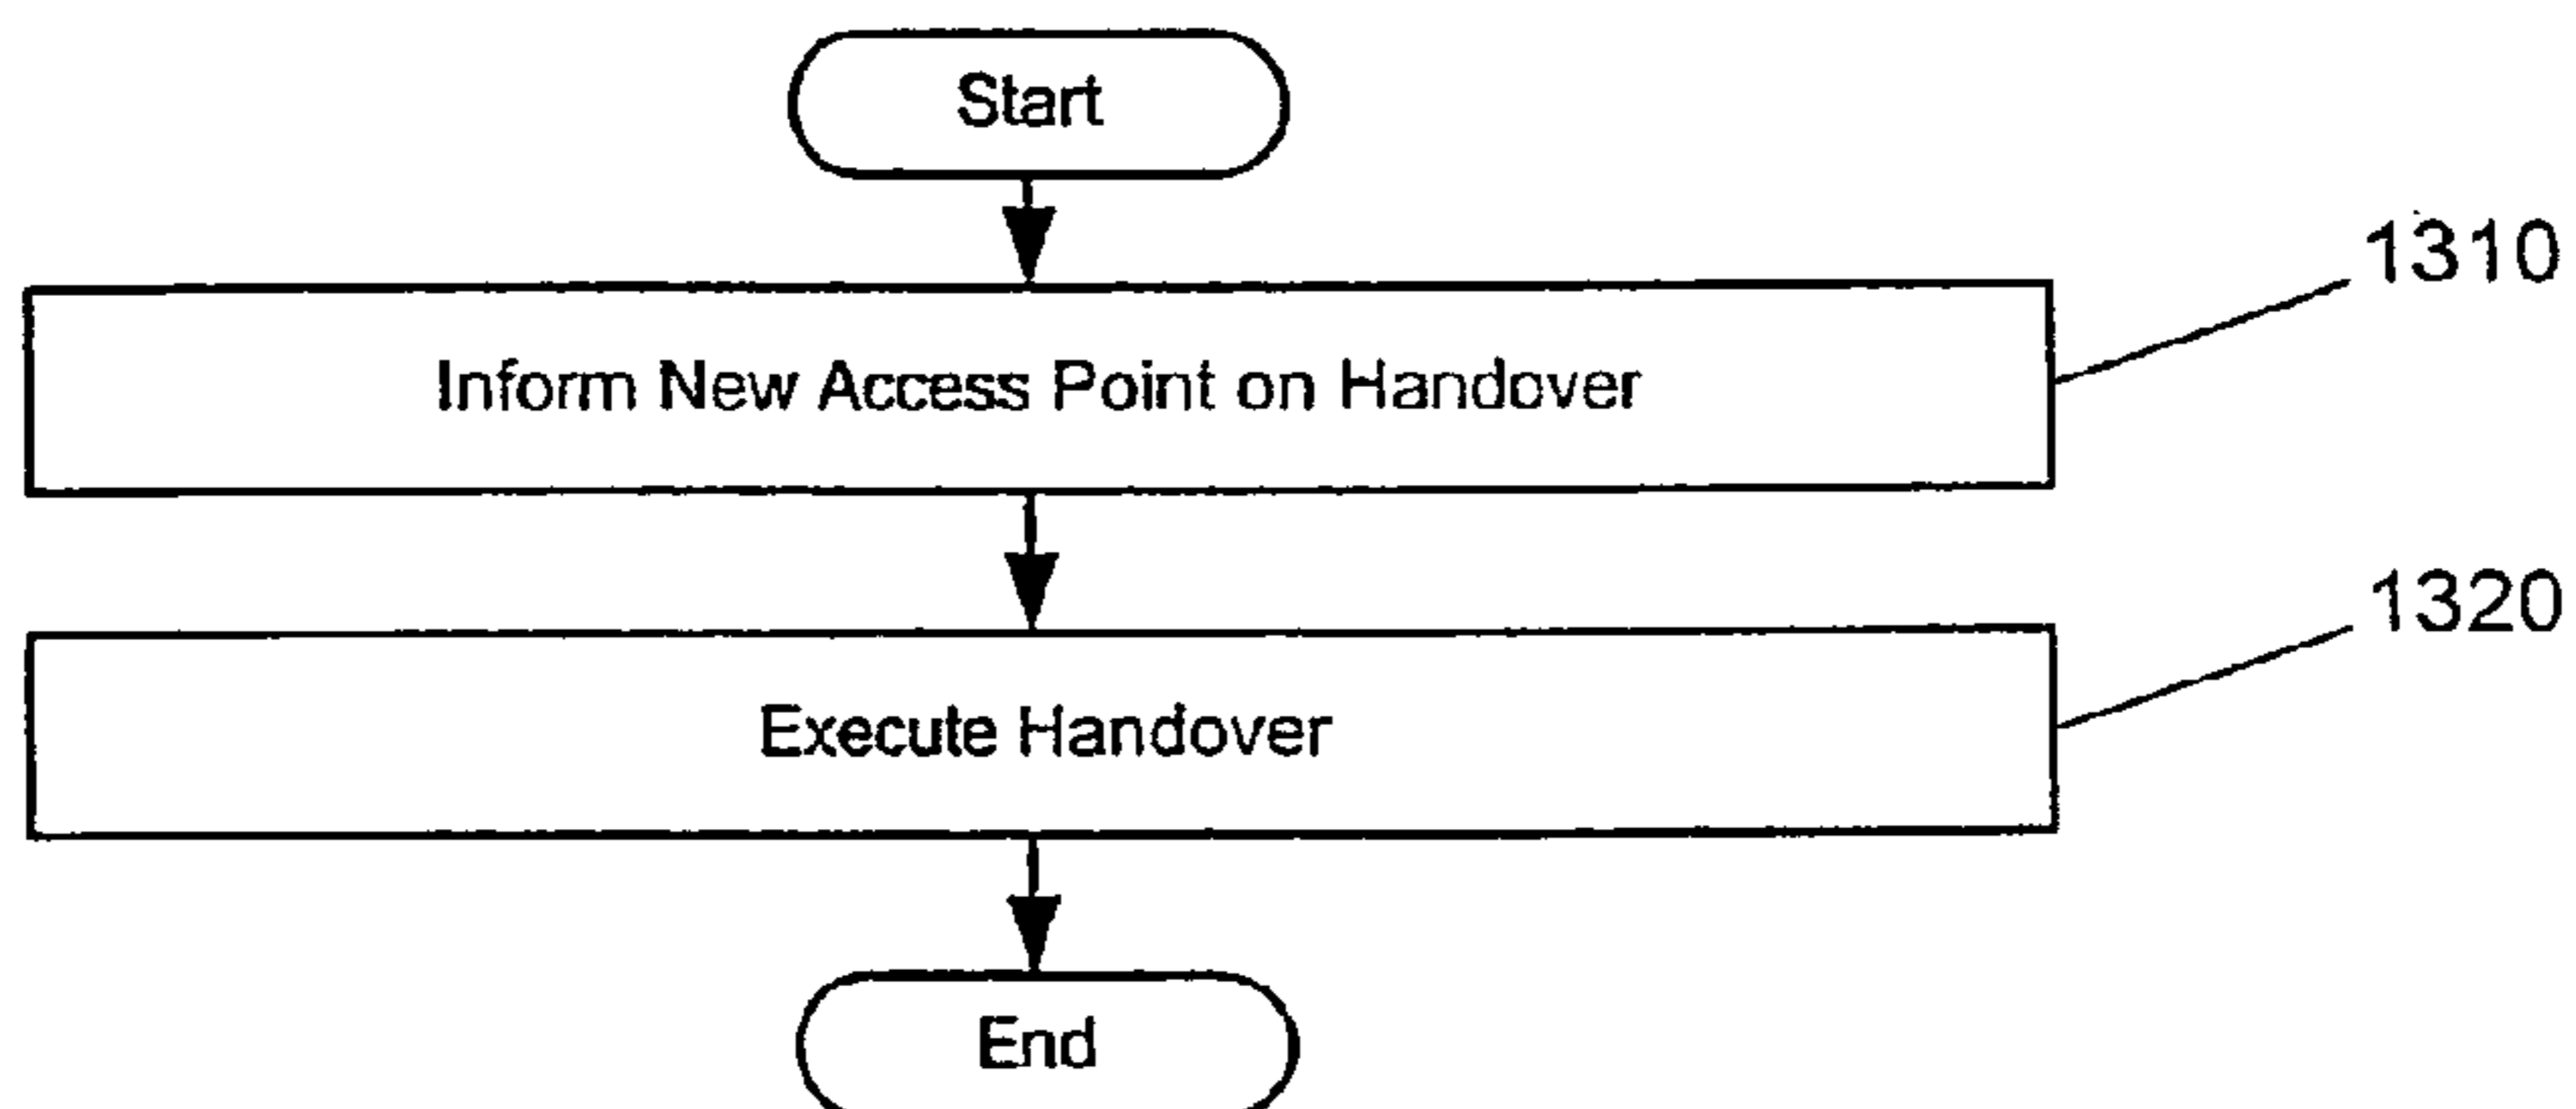 Start
1310
Inform New Access Point on Handover
1320
Execute Handover
End